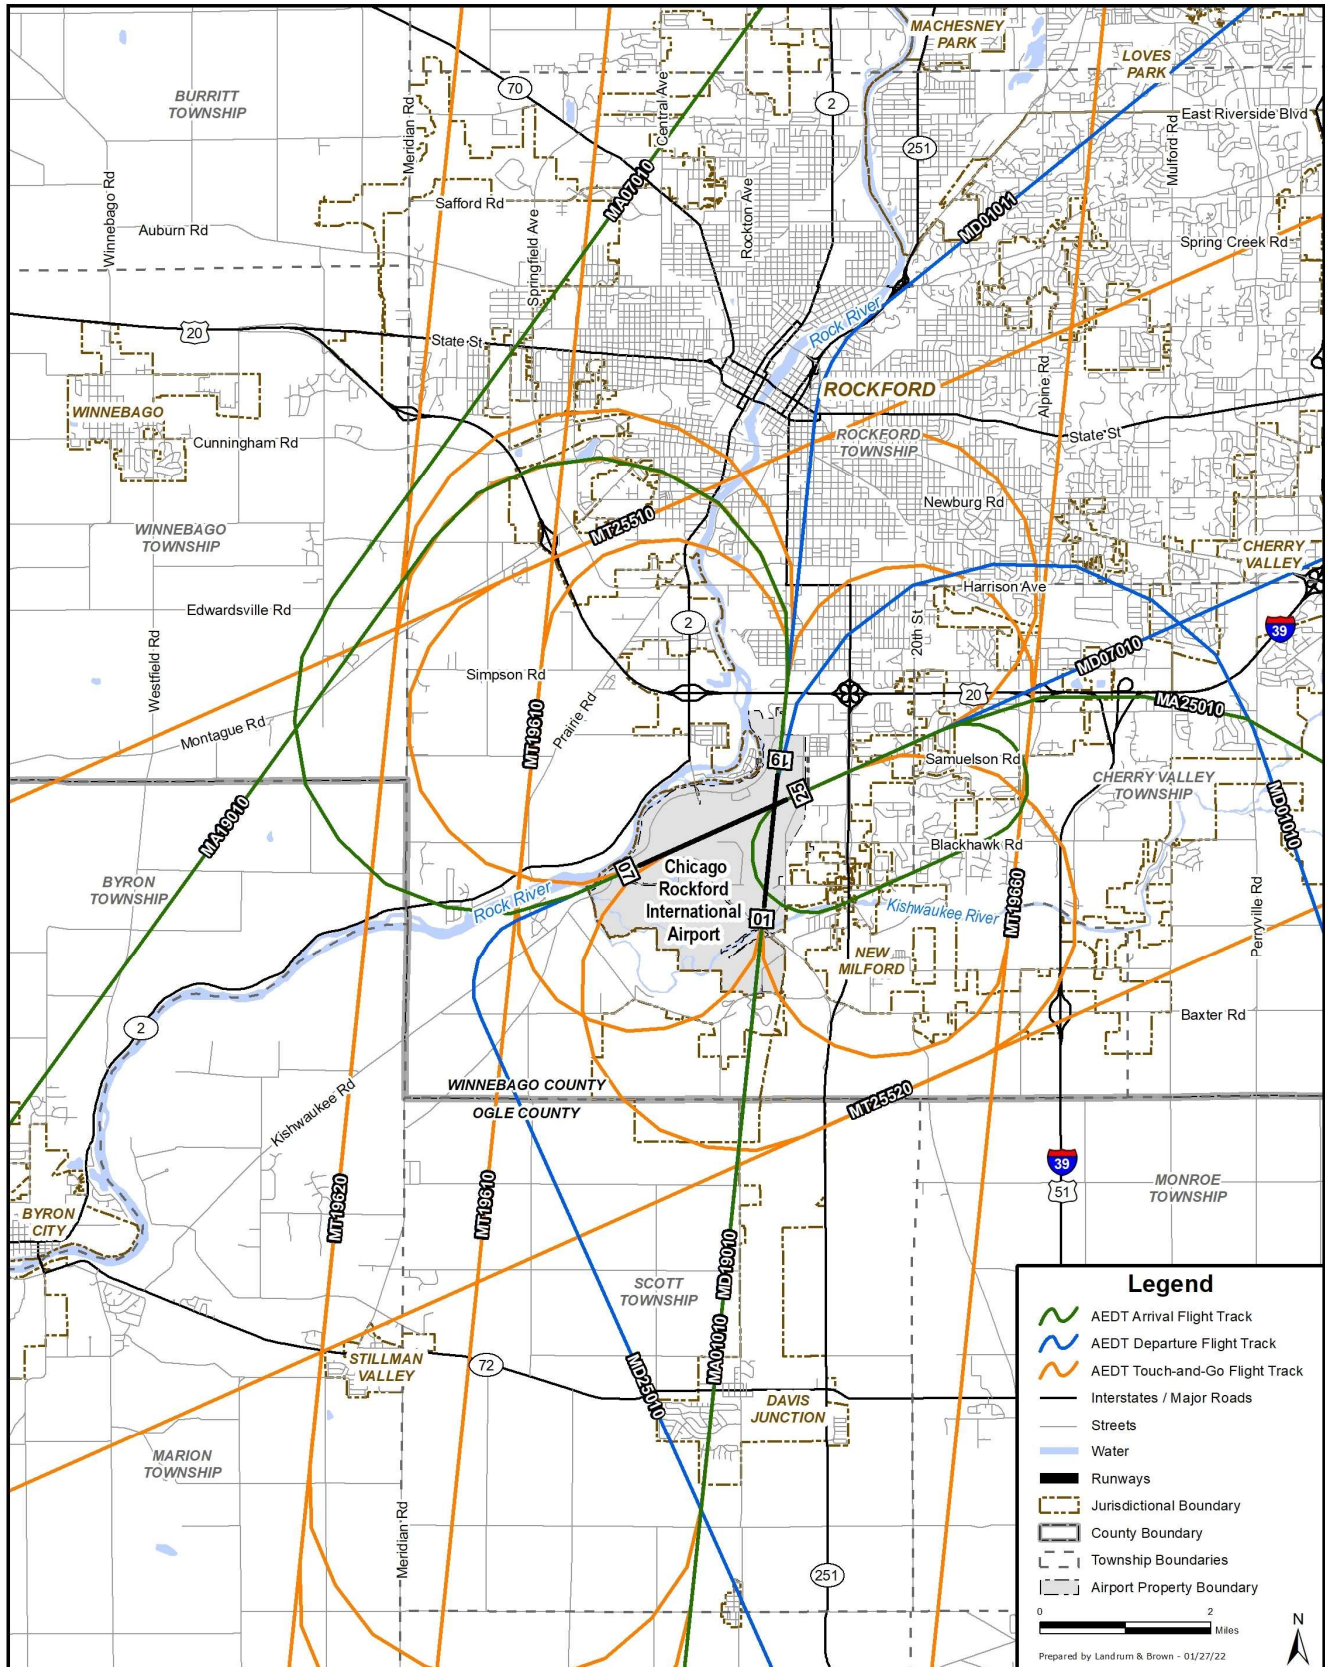 MACHESNEY
PARK
LOVES
PARK
BURRITT
TOWNSHIP
70
2
Meridian Rd
Central Ave
251
East Riverside Blvd
Mulford Rd
Winnebago Rd
Safford Rd
MA07010
Rockton Ave
MD01011
Auburn Rd
Springfield Ave
Spring Creek Rd
20
State St
Rock River
ROCKFORD
Alpine Rd
WINNEBAGO
Cunningham Rd
ROCKFORD
TOWNSHIP
State St
Newburg Rd
WINNEBAGO
TOWNSHIP
MT25510
CHERRY
VALLEY
Edwardsville Rd
Harrison Ave
2
20th St
39
Westfield Rd
Simpson Rd
MD07010
20
MT19610
Prairie Rd
MA25010
Montague Rd
19
Samuelson Rd
25
CHERRY VALLEY
TOWNSHIP
MD01010
MA19010
Blackhawk Rd
07
Chicago
Rockford
International
Airport
BYRON
TOWNSHIP
Rock River
01
Kishwaukee River
MT19660
Perryville Rd
NEW
MILFORD
2
Baxter Rd
WINNEBAGO COUNTY
OGLE COUNTY
MT25520
Kishwaukee Rd
39
51
MONROE
TOWNSHIP
BYRON
CITY
MT19620
MT19610
MD19010
SCOTT
TOWNSHIP
MA01010
STILLMAN
VALLEY
72
MD25010
DAVIS
JUNCTION
MARION
TOWNSHIP
Meridian Rd
251
Legend
AEDT Arrival Flight Track
AEDT Departure Flight Track
AEDT Touch-and-Go Flight Track
Interstates / Major Roads
Streets
Water
Runways
Jurisdictional Boundary
County Boundary
Township Boundaries
Airport Property Boundary
0 2
Miles
N
Prepared by Landrum & Brown - 01/27/22